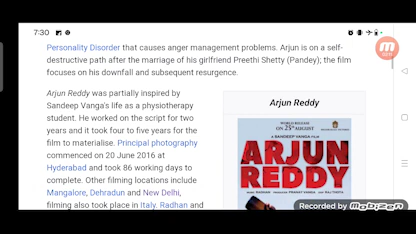 7:30
Personality Disorder that causes anger management problems. Arjun is on a self-
destructive path after the marriage of his girlfriend Preethi Shetty (Pandey); the film
focuses on his downfall and subsequent resurgence.
Arjun Reddy was partially inspired by
Sandeep Vanga's life as a physiotherapy
student. He worked on the script for two
years and it took four to five years for the
film to materialise. Principal photography
commenced on 20 June 2016 at
Hyderabad and took 86 working days to
complete. Other filming locations include
Mangalore, Dehradun and New Delhi,
filming also took place in Italy. Radhan and
Arjun Reddy
WORLD RELEASE
ON 25TH AUGUST
A SANDEEP VANGA FILM
ARJUN
REDDY
Recorded by Mobizen